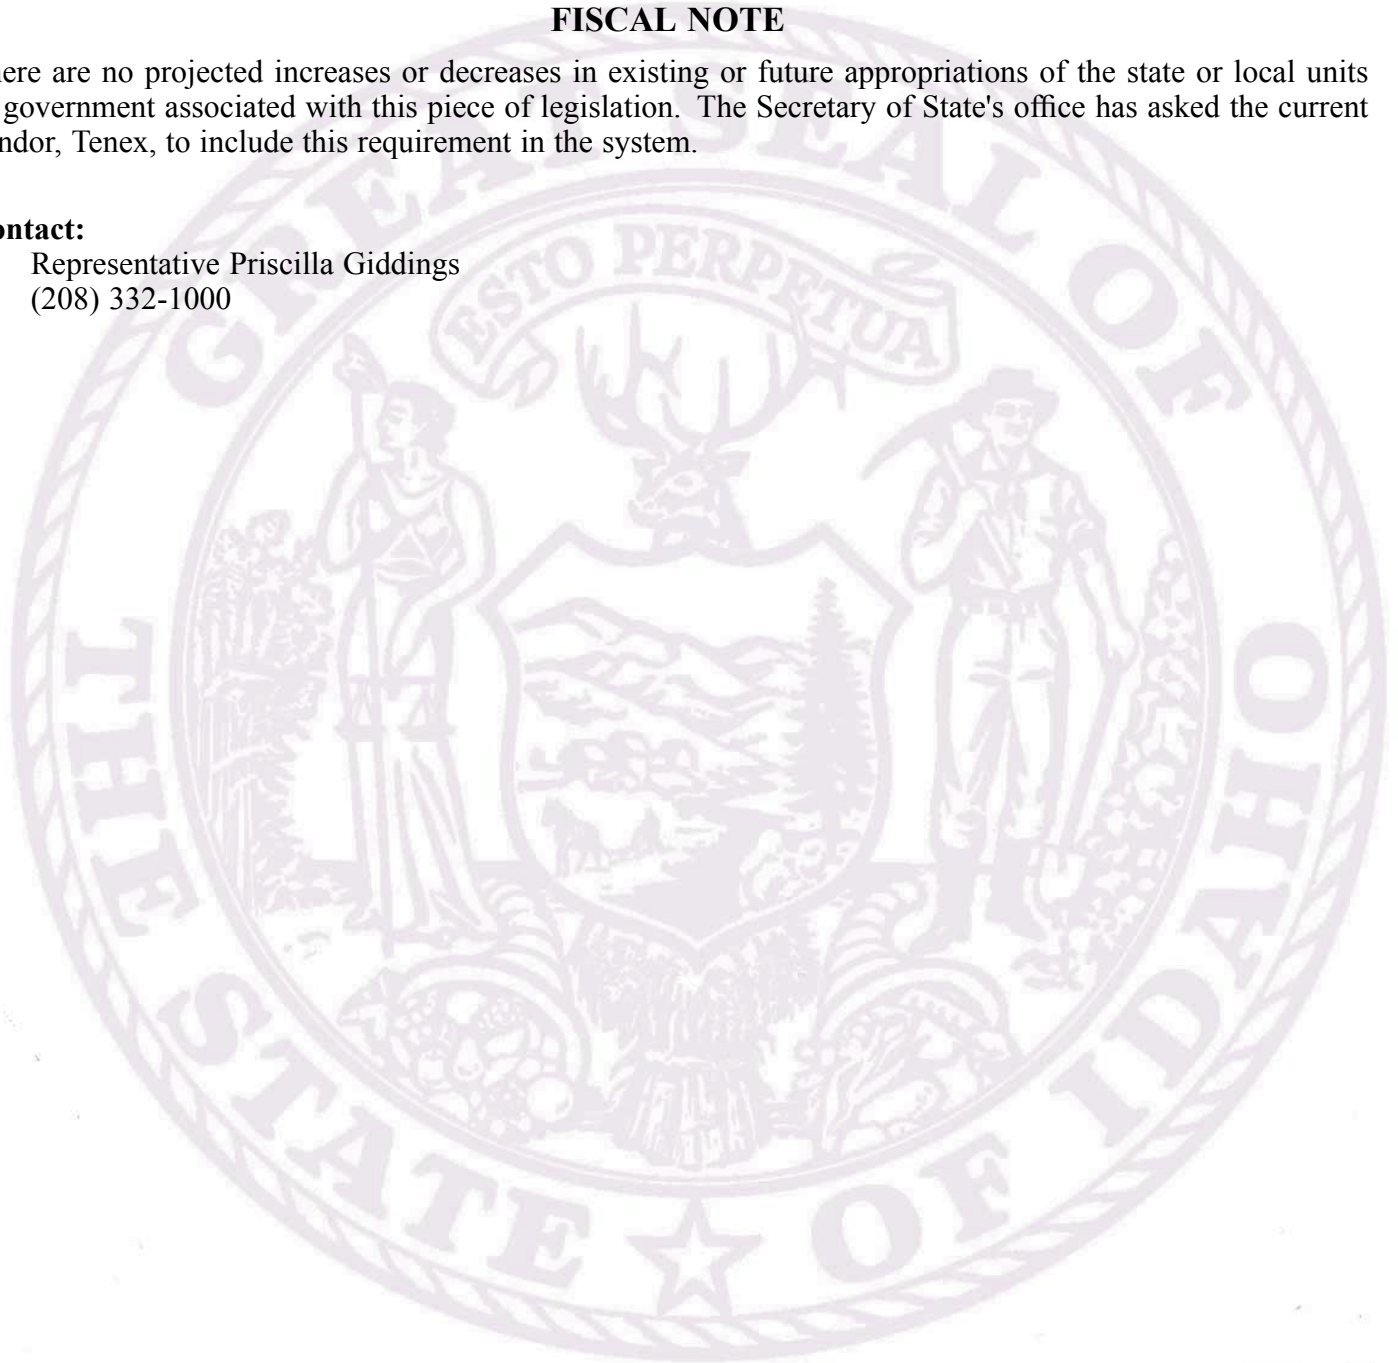 FISCAL NOTE
here are no projected increases or decreases in existing or future appropriations of the state or local units
government associated with this piece of legislation. The Secretary of State's office has asked the current
ndor, Tenex, to include this requirement in the system.
ontact:
Representative Priscilla Giddings
(208) 332-1000
THE GREAT SEAL OF
ESTO PERPETUA
STATE OF IDAHO